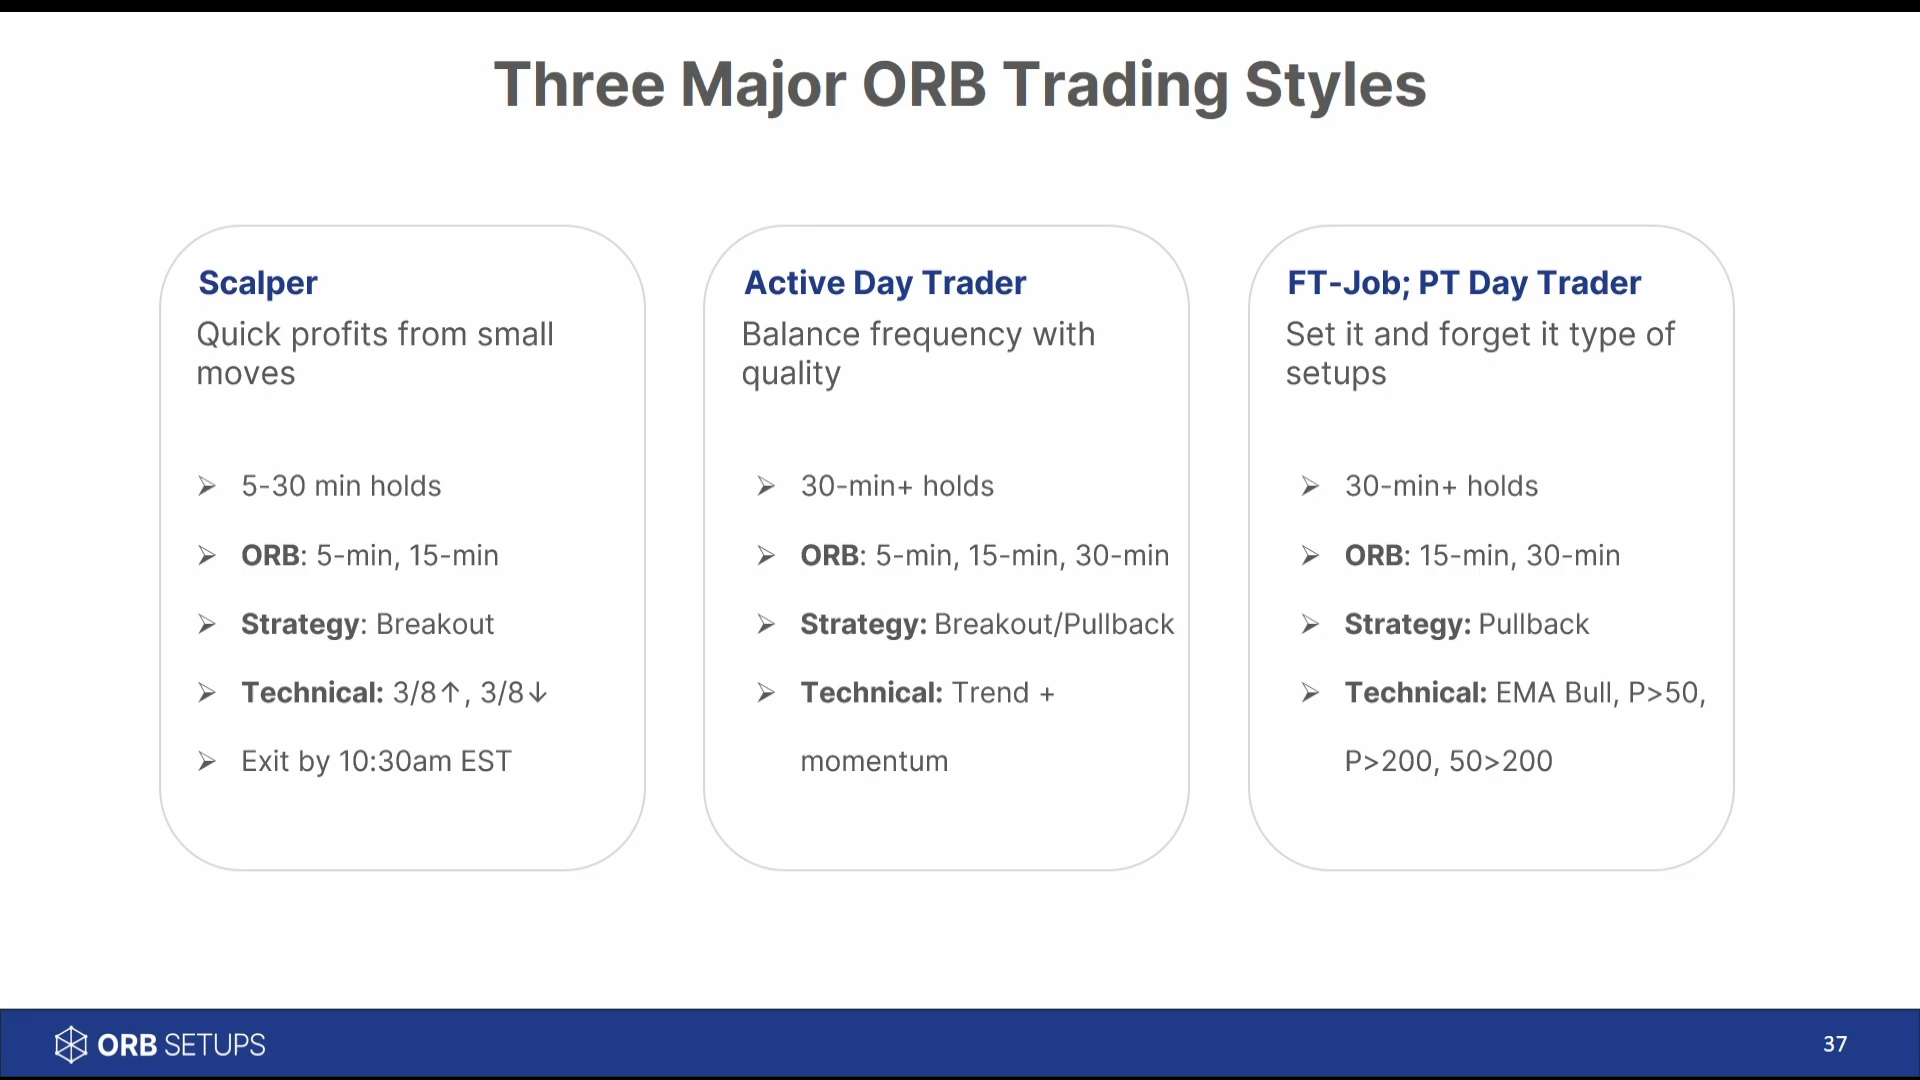 Three Major ORB Trading Styles
Scalper
Quick profits from small
moves
➢ 5-30 min holds
➢ ORB: 5-min, 15-min
➢ Strategy: Breakout
➢ Technical: 3/8↑, 3/8↓
➢ Exit by 10:30am EST
Active Day Trader
Balance frequency with
quality
➢ 30-min+ holds
➢ ORB: 5-min, 15-min, 30-min
➢ Strategy: Breakout/Pullback
➢ Technical: Trend +
momentum
FT-Job; PT Day Trader
Set it and forget it type of
setups
➢ 30-min+ holds
➢ ORB: 15-min, 30-min
➢ Strategy: Pullback
➢ Technical: EMA Bull, P>50,
P>200, 50>200
ORB SETUPS
37